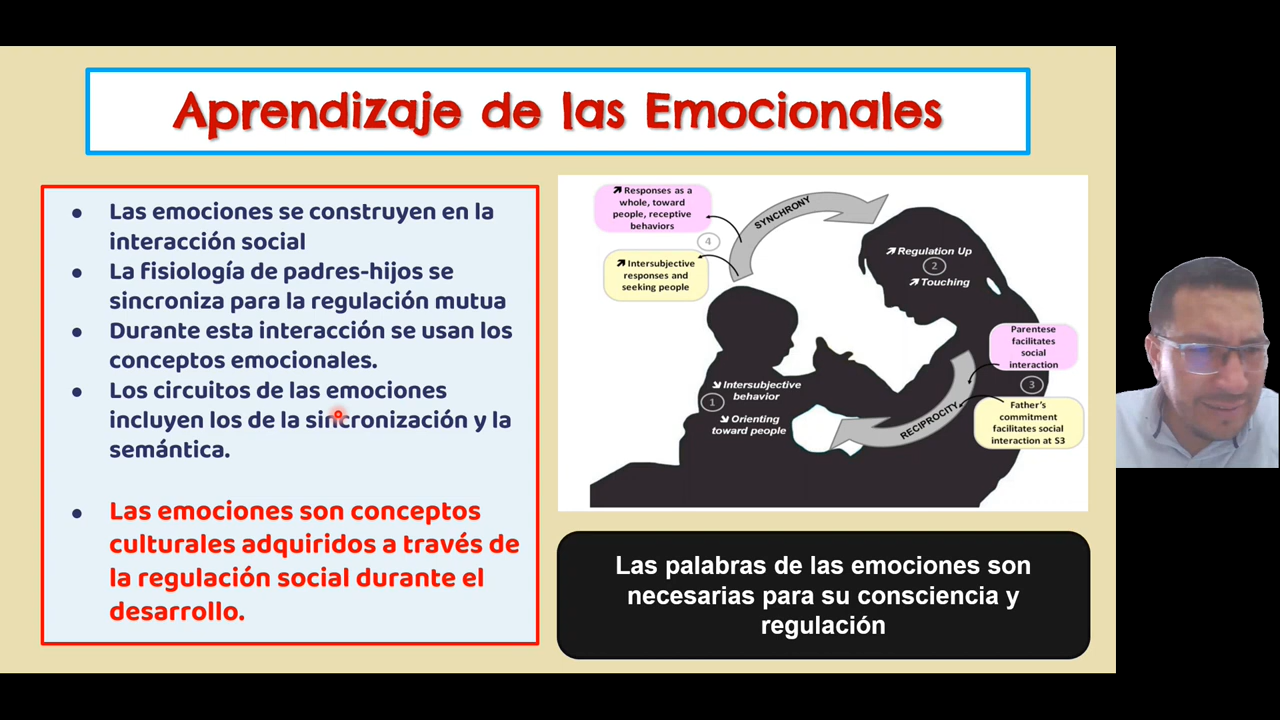 Aprendizaje de las Emocionales
● Las emociones se construyen en la
interacción social
● La fisiología de padres-hijos se
sincroniza para la regulación mutua
● Durante esta interacción se usan los
conceptos emocionales.
● Los circuitos de las emociones
incluyen los de la sincronización y la
semántica.
● Las emociones son conceptos
culturales adquiridos a través de
la regulación social durante el
desarrollo.
↗ Responses as a
whole, toward
people, receptive
behaviors
4
↗ Intersubjective
responses and
seeking people
SYNCHRONY
↗ Regulation Up
2
↗ Touching
Parentese
facilitates
social
interaction
3
Father's
commitment
facilitates social
interaction at S3
RECIPROCITY
↘ Intersubjective
behavior
1
↘ Orienting
toward people
Las palabras de las emociones son
necesarias para su consciencia y
regulación